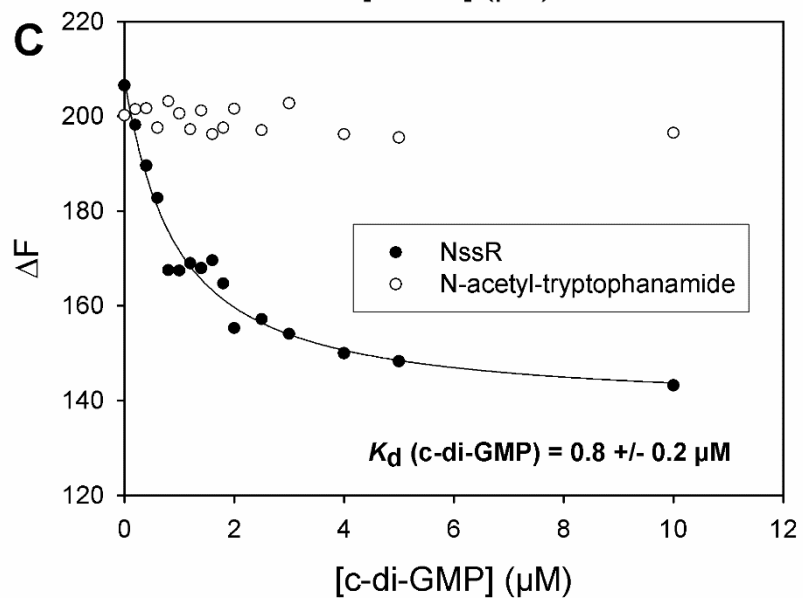 C
220
200
180
160
140
120
ΔF
NssR
N-acetyl-tryptophanamide
Kd (c-di-GMP) = 0.8 +/- 0.2 µM
0 2 4 6 8 10 12
[c-di-GMP] (µM)